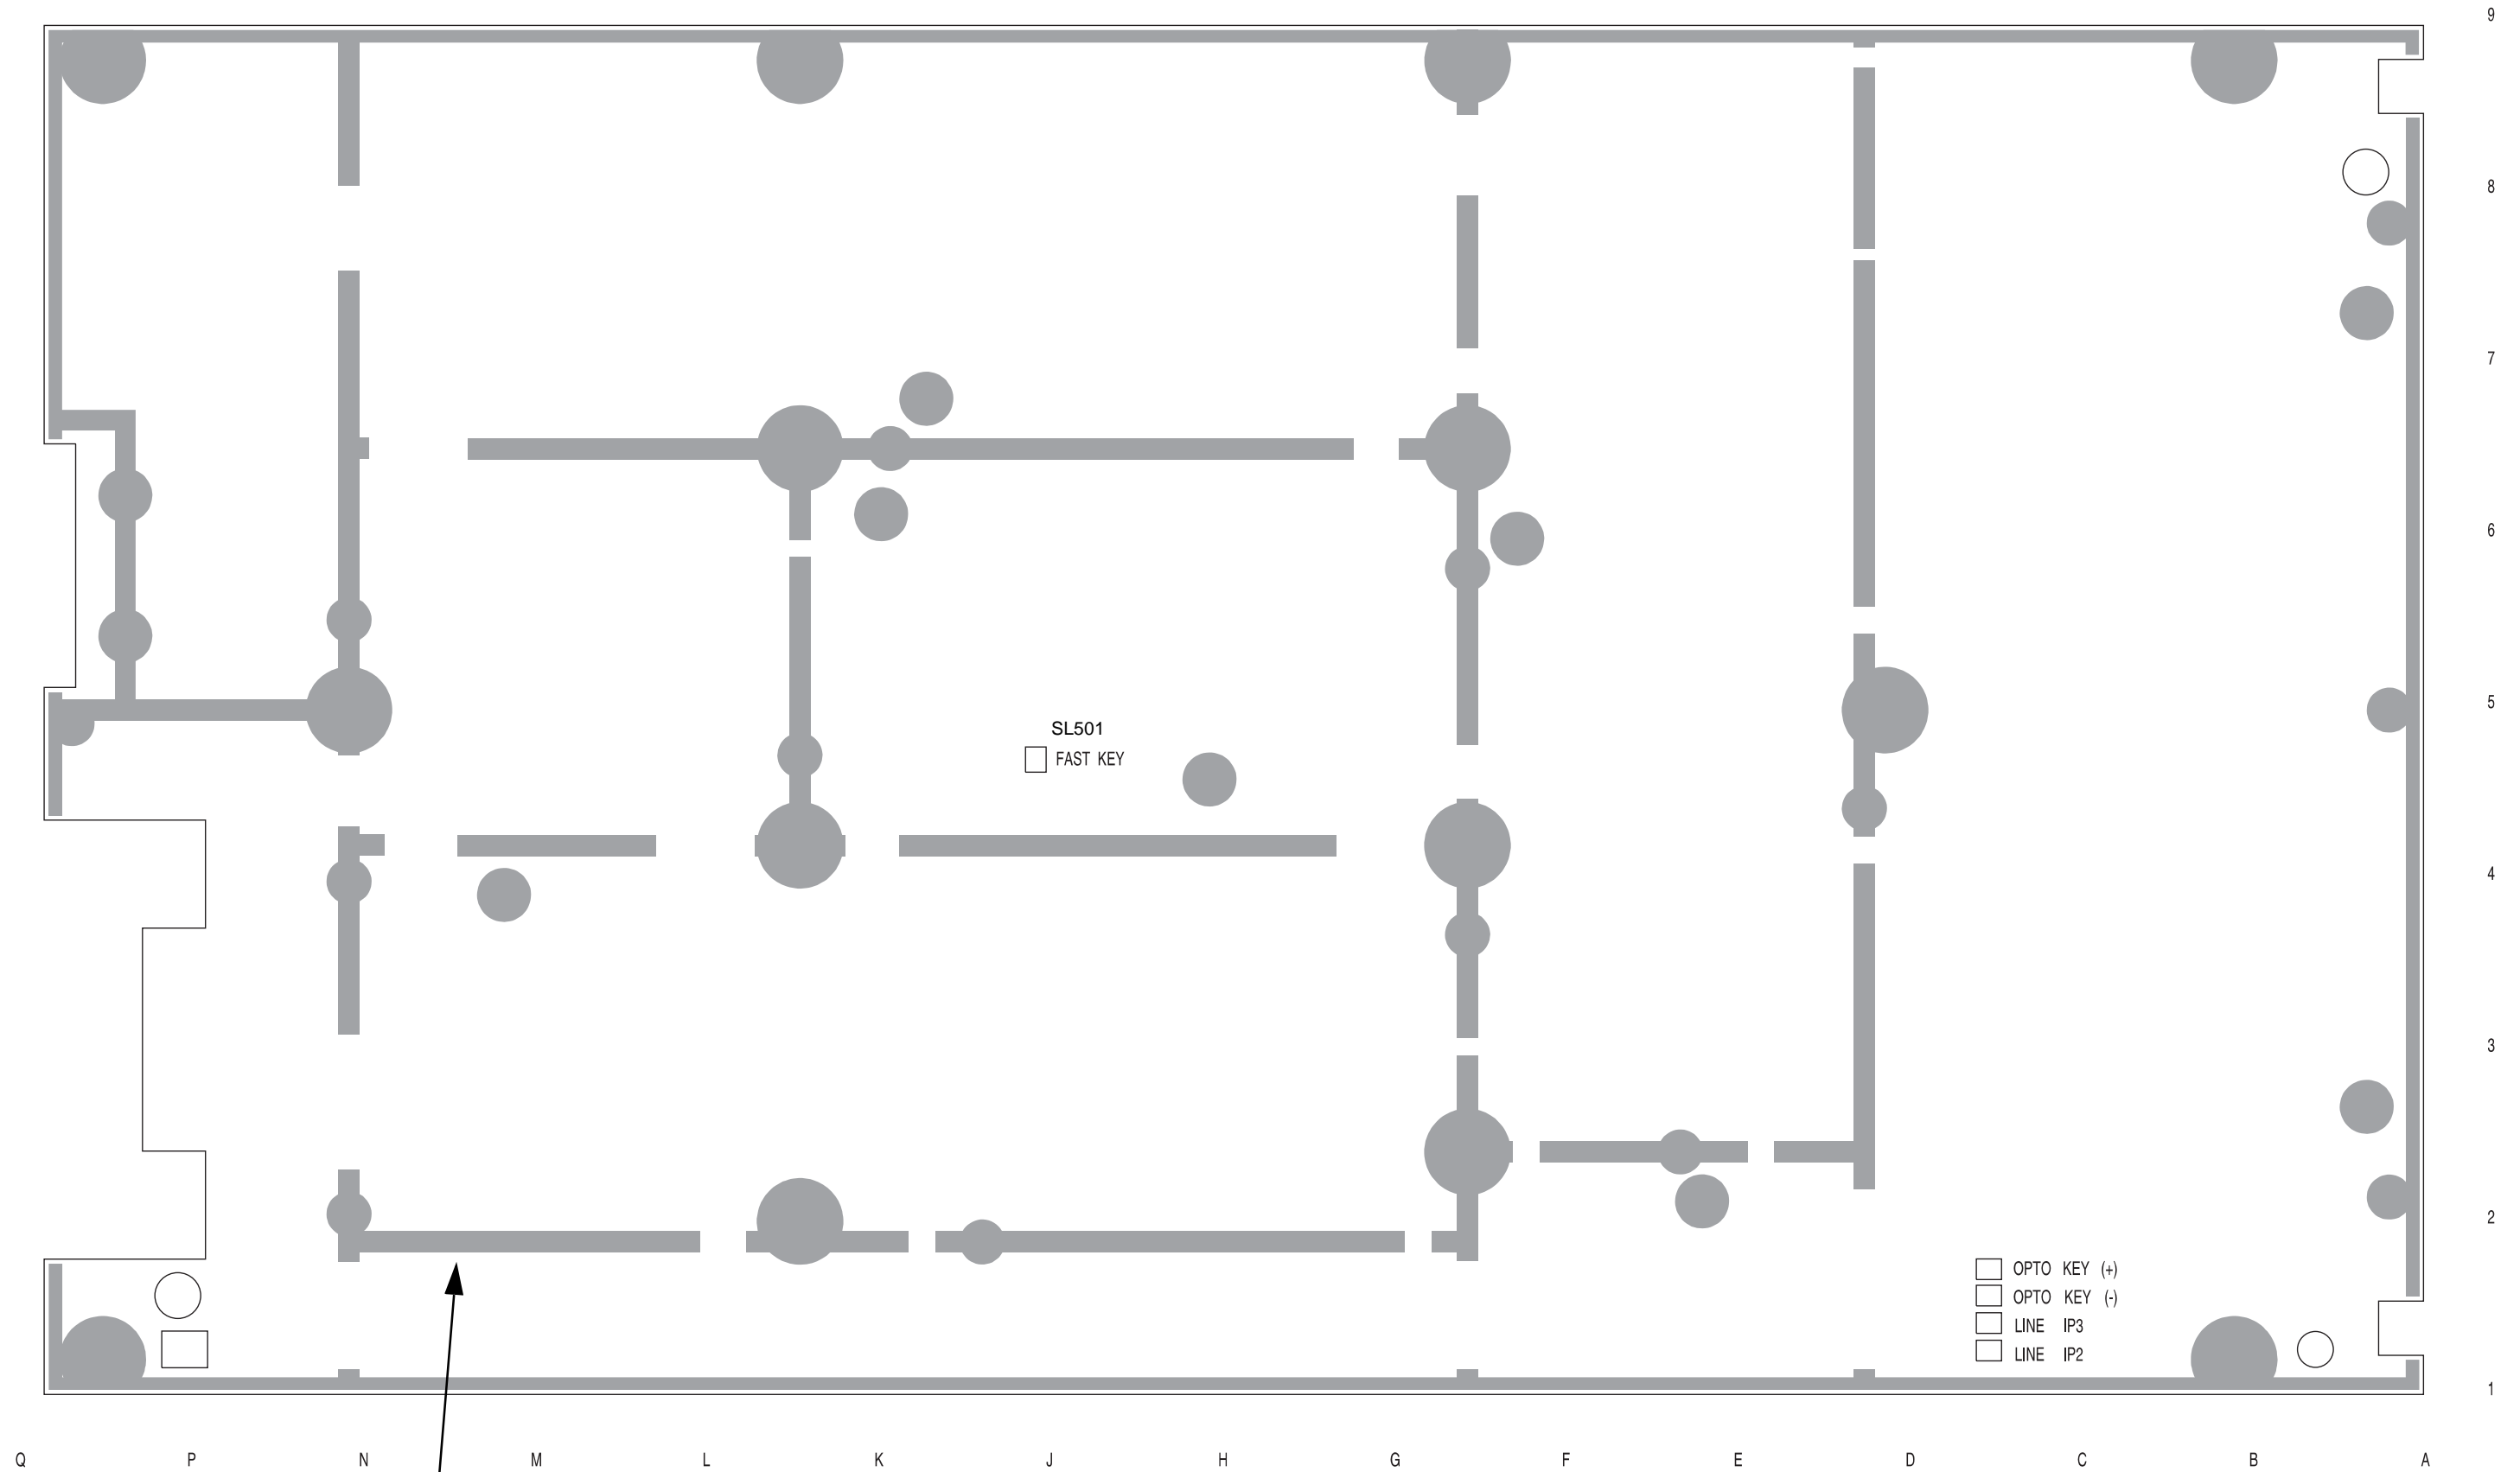 9
8
7
6
5
SL501
FAST KEY
4
3
2
OPTO KEY (+)
OPTO KEY (-)
LINE IP3
LINE IP2
1
Q P N M L K J H G F E D C B A